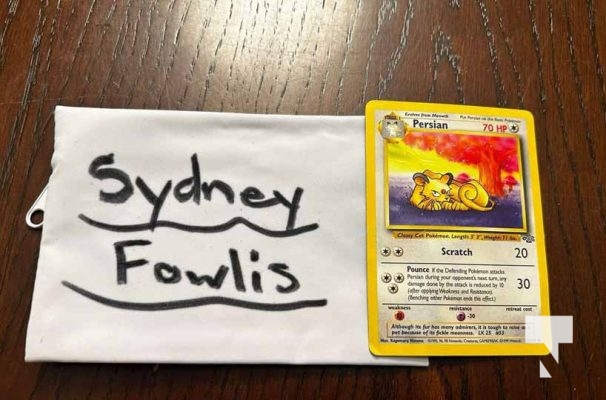 Sydney
Fowlis
Evolves from Meowth Put Persian on the Basic Pokémon
Persian 70 HP
Classy Cat Pokémon. Length: 3' 3", Weight: 71 lbs.
Scratch 20
Pounce If the Defending Pokémon attacks
Persian during your opponent's next turn, any
damage done by the attack is reduced by 10
(after applying Weakness and Resistance).
(Benching either Pokémon ends this effect.)
30
weakness resistance retreat cost
-30
Although its fur has many admirers, it is tough to raise as
pet because of its fickle meanness. LV. 25 #53